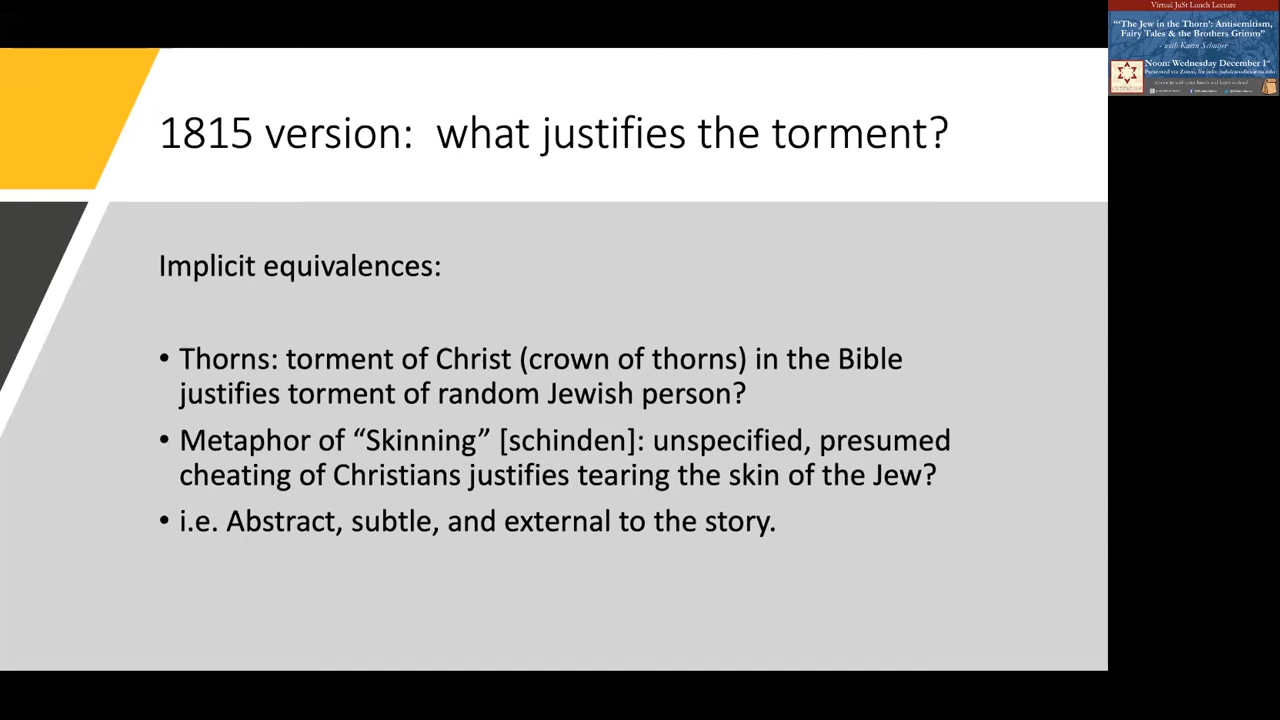 Virtual JuSt Lunch Lecture
"'The Jew in the Thorn': Antisemitism,
Fairy Tales & the Brothers Grimm"
- with Karin Schutjer
Noon: Wednesday December 1st
1815 version: what justifies the torment?
Implicit equivalences:
• Thorns: torment of Christ (crown of thorns) in the Bible
justifies torment of random Jewish person?
• Metaphor of “Skinning” [schinden]: unspecified, presumed
cheating of Christians justifies tearing the skin of the Jew?
• i.e. Abstract, subtle, and external to the story.